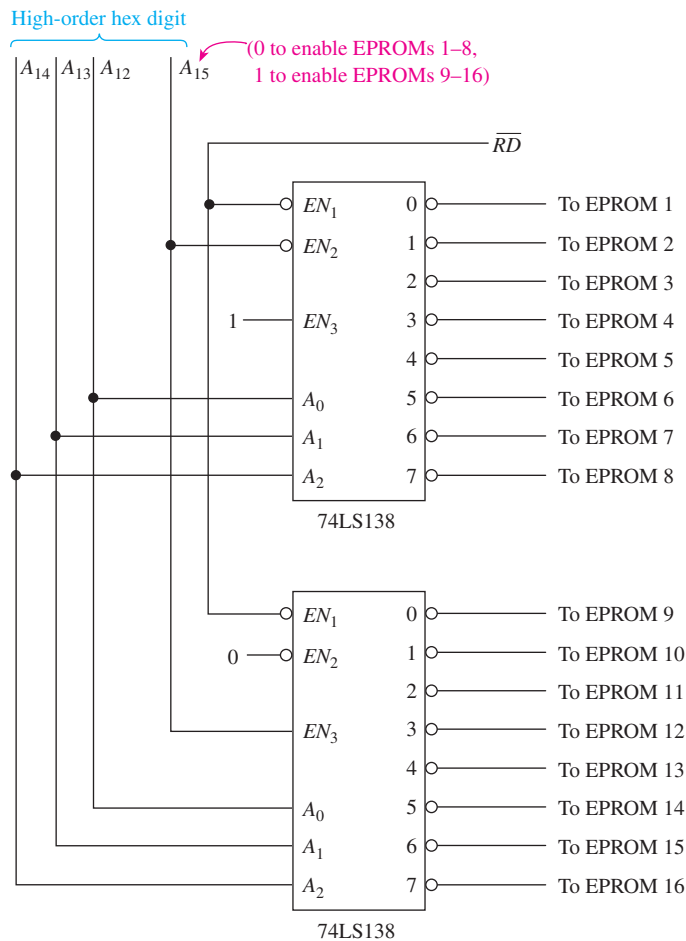 High-order hex digit
(0 to enable EPROMs 1–8,
1 to enable EPROMs 9–16)
A₁₄ A₁₃ A₁₂ A₁₅
R̅D̅
EN₁ 0 To EPROM 1
EN₂ 1 To EPROM 2
2 To EPROM 3
1 EN₃ 3 To EPROM 4
4 To EPROM 5
A₀ 5 To EPROM 6
A₁ 6 To EPROM 7
A₂ 7 To EPROM 8
74LS138
EN₁ 0 To EPROM 9
0 EN₂ 1 To EPROM 10
2 To EPROM 11
EN₃ 3 To EPROM 12
4 To EPROM 13
A₀ 5 To EPROM 14
A₁ 6 To EPROM 15
A₂ 7 To EPROM 16
74LS138